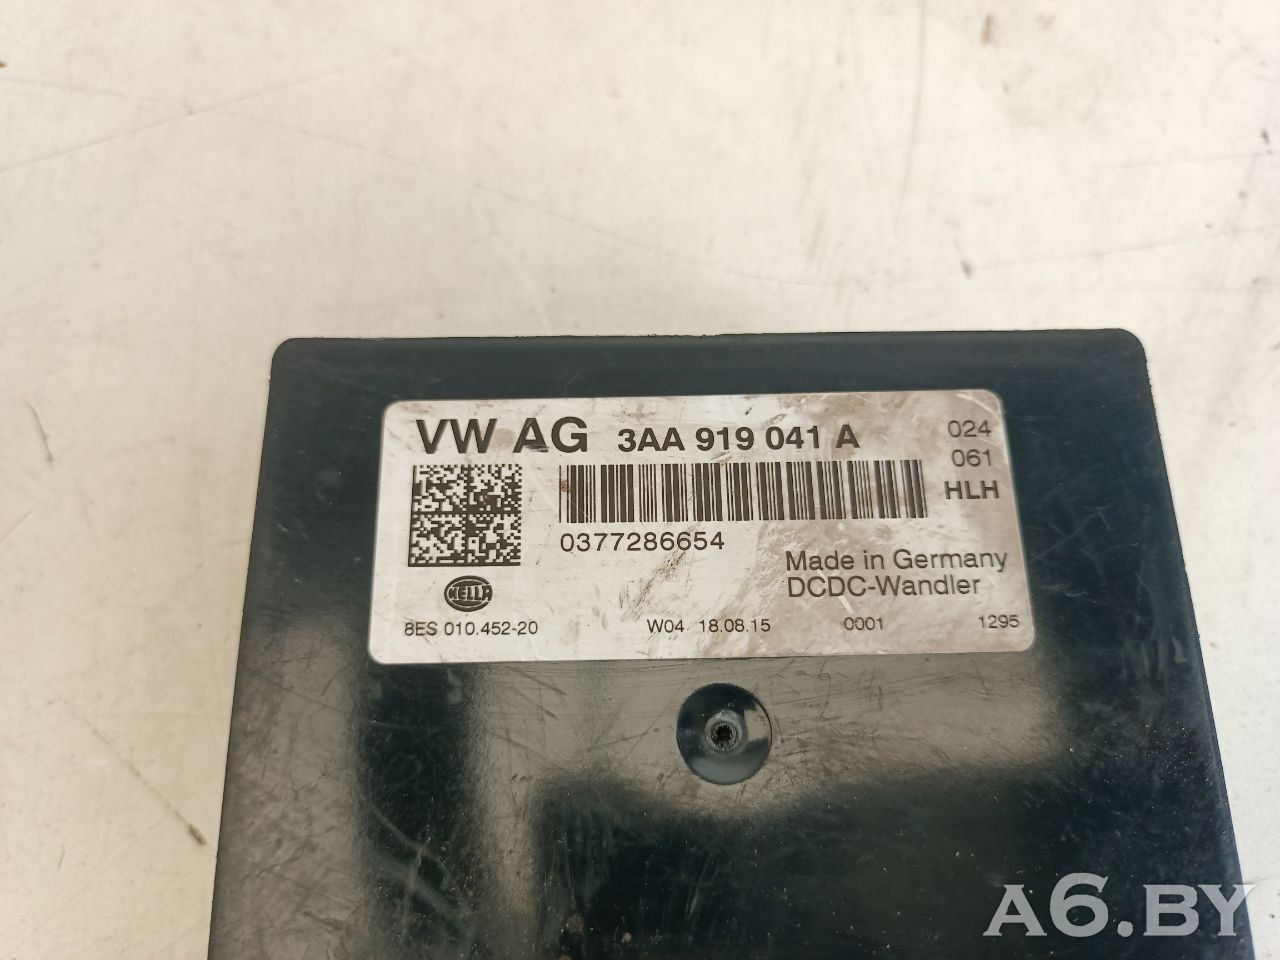 VW AG 3AA 919 041 A 024
061
HLH
0377286654
Made in Germany
DCDC-Wandler
HELLA
8ES 010.452-20 W04 18.08.15 0001 1295
A6.BY